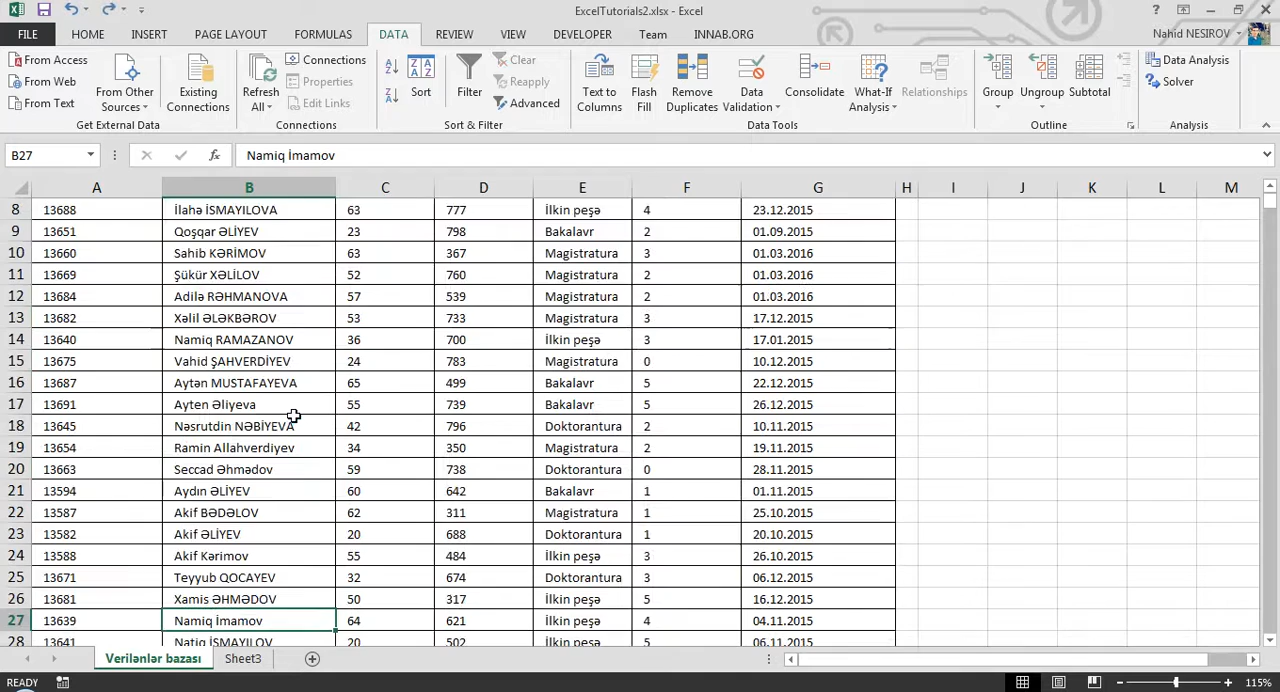 ExcelTutorials2.xlsx - Excel
FILE HOME INSERT PAGE LAYOUT FORMULAS DATA REVIEW VIEW DEVELOPER Team INNAB.ORG Nahid NESIROV
From Access
From Web
From Text
From Other Sources
Existing Connections
Get External Data
Refresh All
Connections
Properties
Edit Links
Connections
Sort
Filter
Clear
Reapply
Advanced
Sort & Filter
Text to Columns
Flash Fill
Remove Duplicates
Data Validation
Consolidate
What-If Analysis
Relationships
Data Tools
Group
Ungroup
Subtotal
Outline
Data Analysis
Solver
Analysis
B27 fx Namiq İmamov
A B C D E F G H I J K L M
8 13688 İlahə İSMAYILOVA 63 777 İlkin peşə 4 23.12.2015
9 13651 Qoşqar ƏLİYEV 23 798 Bakalavr 2 01.09.2015
10 13660 Sahib KƏRİMOV 63 367 Magistratura 3 01.03.2016
11 13669 Şükür XƏLİLOV 52 760 Magistratura 2 01.03.2016
12 13684 Adilə RƏHMANOVA 57 539 Magistratura 2 01.03.2016
13 13682 Xəlil ƏLƏKBƏROV 53 733 Magistratura 3 17.12.2015
14 13640 Namiq RAMAZANOV 36 700 İlkin peşə 3 17.01.2015
15 13675 Vahid ŞAHVERDİYEV 24 783 Magistratura 0 10.12.2015
16 13687 Aytən MUSTAFAYEVA 65 499 Bakalavr 5 22.12.2015
17 13691 Ayten Əliyeva 55 739 Bakalavr 5 26.12.2015
18 13645 Nəsrutdin NƏBİYEVA 42 796 Doktorantura 2 10.11.2015
19 13654 Ramin Allahverdiyev 34 350 Magistratura 2 19.11.2015
20 13663 Seccad Əhmədov 59 738 Doktorantura 0 28.11.2015
21 13594 Aydın ƏLİYEV 60 642 Bakalavr 1 01.11.2015
22 13587 Akif BƏDƏLOV 62 311 Magistratura 1 25.10.2015
23 13582 Akif ƏLİYEV 20 688 Doktorantura 1 20.10.2015
24 13588 Akif Kərimov 55 484 İlkin peşə 3 26.10.2015
25 13671 Teyyub QOCAYEV 32 674 Doktorantura 3 06.12.2015
26 13681 Xamis ƏHMƏDOV 50 317 İlkin peşə 5 16.12.2015
27 13639 Namiq İmamov 64 621 İlkin peşə 4 04.11.2015
28 13641 Natiq İSMAYILOV 20 502 İlkin peşə 5 06.11.2015
Verilənlər bazası Sheet3
READY 115%